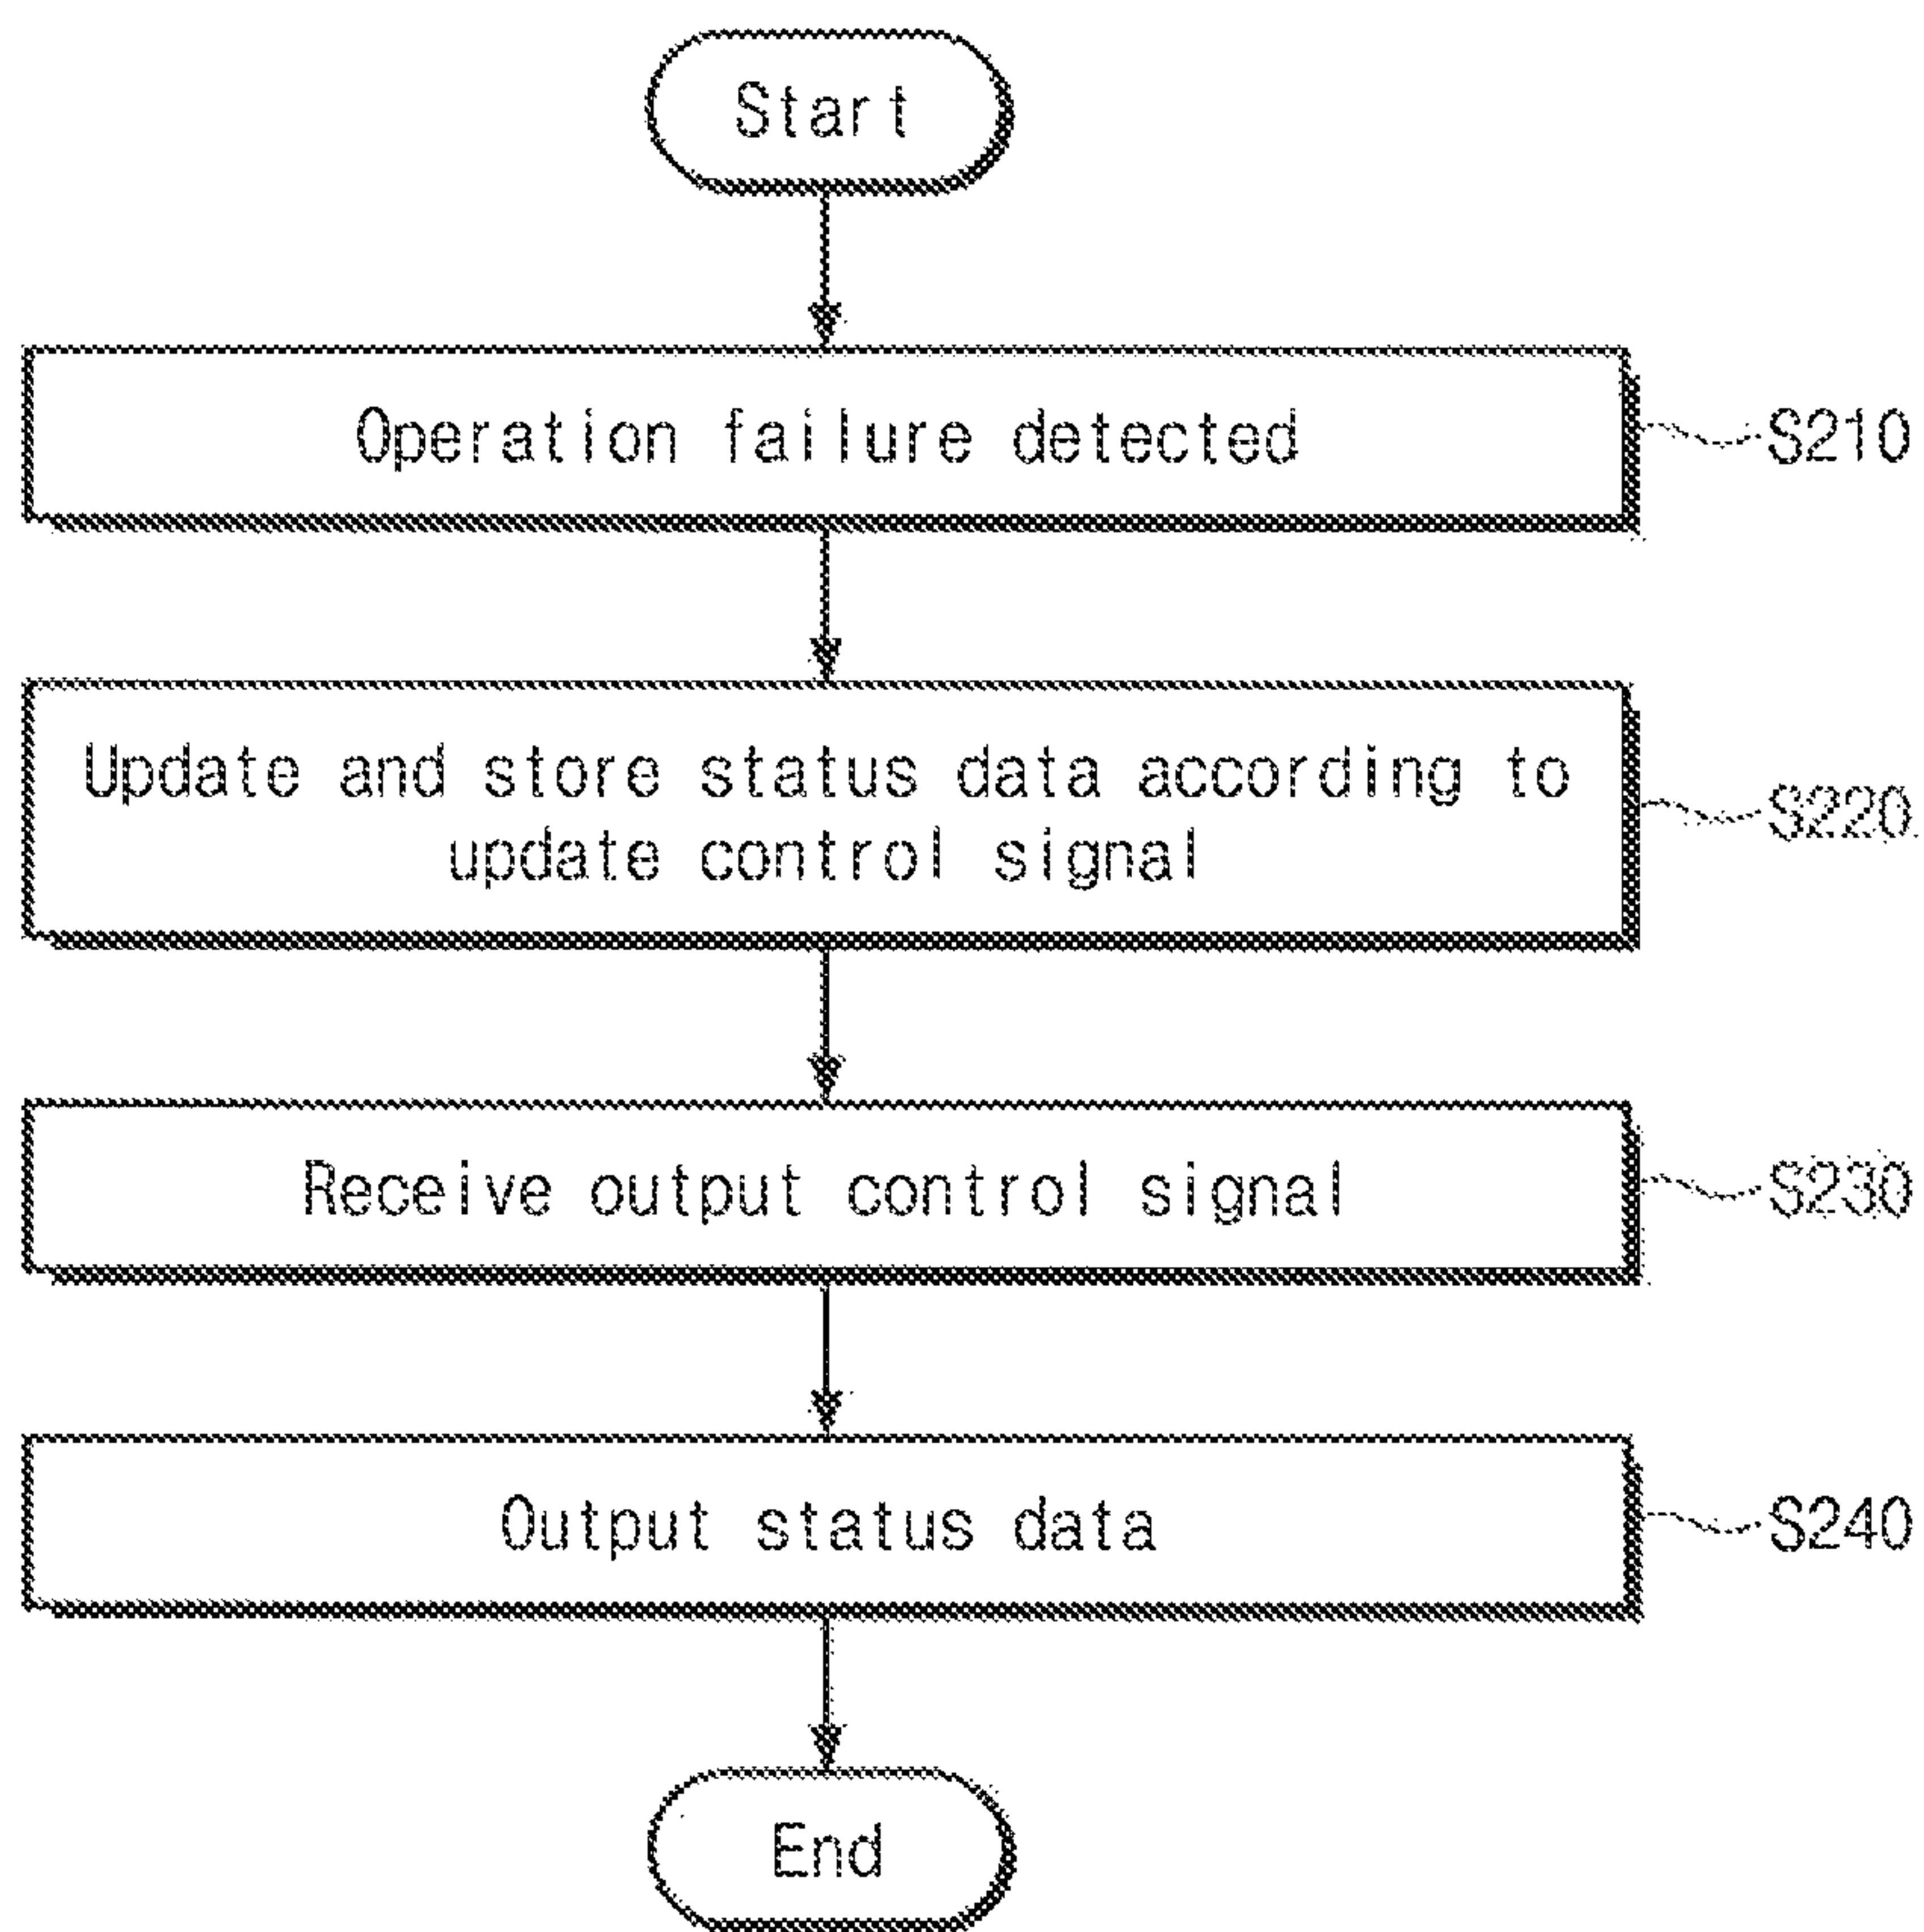 Start
Operation failure detected
S210
Update and store status data according to
update control signal
S220
Receive output control signal
S230
Output status data
S240
End